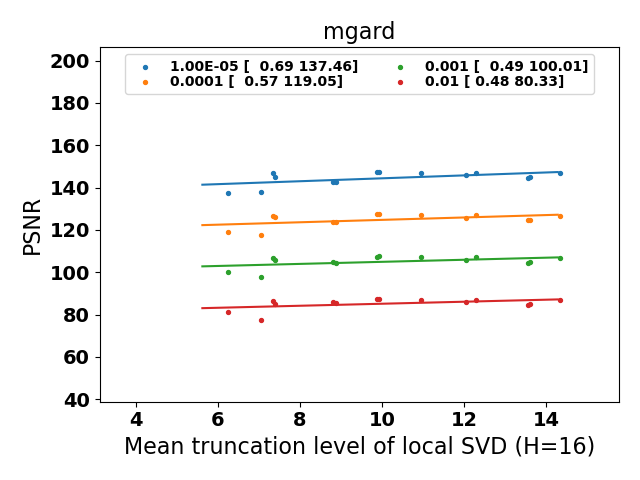 mgard
1.00E-05 [  0.69 137.46]
0.0001 [  0.57 119.05]
0.001 [  0.49 100.01]
0.01 [ 0.48 80.33]
PSNR
200
180
160
140
120
100
80
60
40
4 6 8 10 12 14
Mean truncation level of local SVD (H=16)